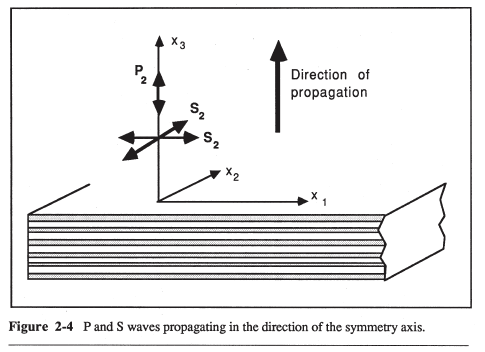 x3
P2
Direction of
propagation
S2
S2
x2
x1
Figure 2-4 P and S waves propagating in the direction of the symmetry axis.